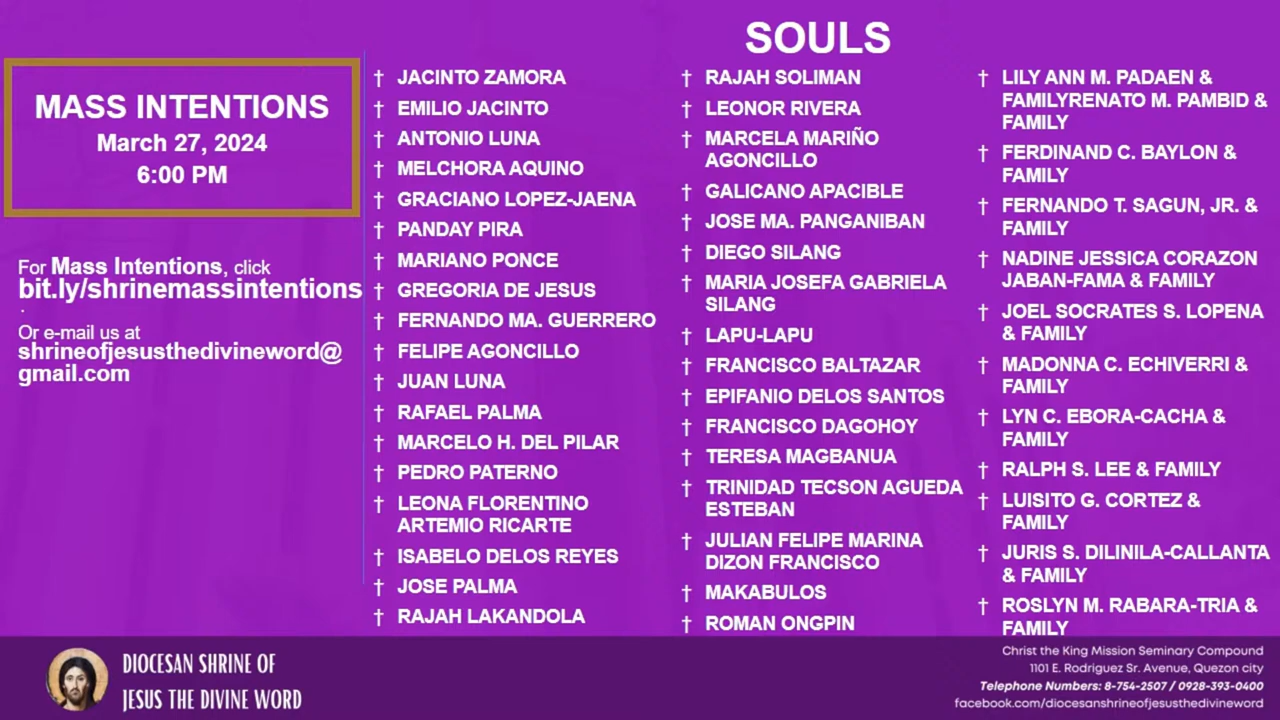 SOULS
MASS INTENTIONS
March 27, 2024
6:00 PM
For Mass Intentions, click
bit.ly/shrinemassintentions
.
Or e-mail us at
shrineofjesusthedivineword@
gmail.com
† JACINTO ZAMORA
† EMILIO JACINTO
† ANTONIO LUNA
† MELCHORA AQUINO
† GRACIANO LOPEZ-JAENA
† PANDAY PIRA
† MARIANO PONCE
† GREGORIA DE JESUS
† FERNANDO MA. GUERRERO
† FELIPE AGONCILLO
† JUAN LUNA
† RAFAEL PALMA
† MARCELO H. DEL PILAR
† PEDRO PATERNO
† LEONA FLORENTINO
ARTEMIO RICARTE
† ISABELO DELOS REYES
† JOSE PALMA
† RAJAH LAKANDOLA
† RAJAH SOLIMAN
† LEONOR RIVERA
† MARCELA MARIÑO
AGONCILLO
† GALICANO APACIBLE
† JOSE MA. PANGANIBAN
† DIEGO SILANG
† MARIA JOSEFA GABRIELA
SILANG
† LAPU-LAPU
† FRANCISCO BALTAZAR
† EPIFANIO DELOS SANTOS
† FRANCISCO DAGOHOY
† TERESA MAGBANUA
† TRINIDAD TECSON AGUEDA
ESTEBAN
† JULIAN FELIPE MARINA
DIZON FRANCISCO
† MAKABULOS
† ROMAN ONGPIN
† LILY ANN M. PADAEN &
FAMILYRENATO M. PAMBID &
FAMILY
† FERDINAND C. BAYLON &
FAMILY
† FERNANDO T. SAGUN, JR. &
FAMILY
† NADINE JESSICA CORAZON
JABAN-FAMA & FAMILY
† JOEL SOCRATES S. LOPENA
& FAMILY
† MADONNA C. ECHIVERRI &
FAMILY
† LYN C. EBORA-CACHA &
FAMILY
† RALPH S. LEE & FAMILY
† LUISITO G. CORTEZ &
FAMILY
† JURIS S. DILINILA-CALLANTA
& FAMILY
† ROSLYN M. RABARA-TRIA &
FAMILY
DIOCESAN SHRINE OF
JESUS THE DIVINE WORD
Christ the King Mission Seminary Compound
1101 E. Rodriguez Sr. Avenue, Quezon city
Telephone Numbers: 8-754-2507 / 0928-393-0400
facebook.com/diocesanshrineofjesusthedivineword